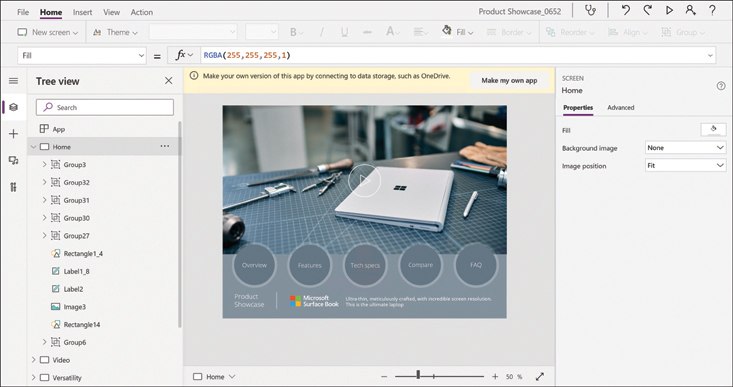 File Home Insert View Action Product Showcase_0652
New screen Theme B I U A Fill Border Reorder Align Group
Fill = fx RGBA(255,255,255,1)
Tree view
Search
App
Home
Group3
Group32
Group31
Group30
Group27
Rectangle1_4
Label1_8
Label2
Image3
Rectangle14
Group6
Video
Versatility
Make your own version of this app by connecting to data storage, such as OneDrive. Make my own app
Overview Features Tech specs Compare FAQ
Product
Showcase
Microsoft
Surface Book
Ultra-thin, meticulously crafted, with incredible screen resolution.
This is the ultimate laptop
Home 50 %
SCREEN
Home
Properties Advanced
Fill
Background image None
Image position Fit